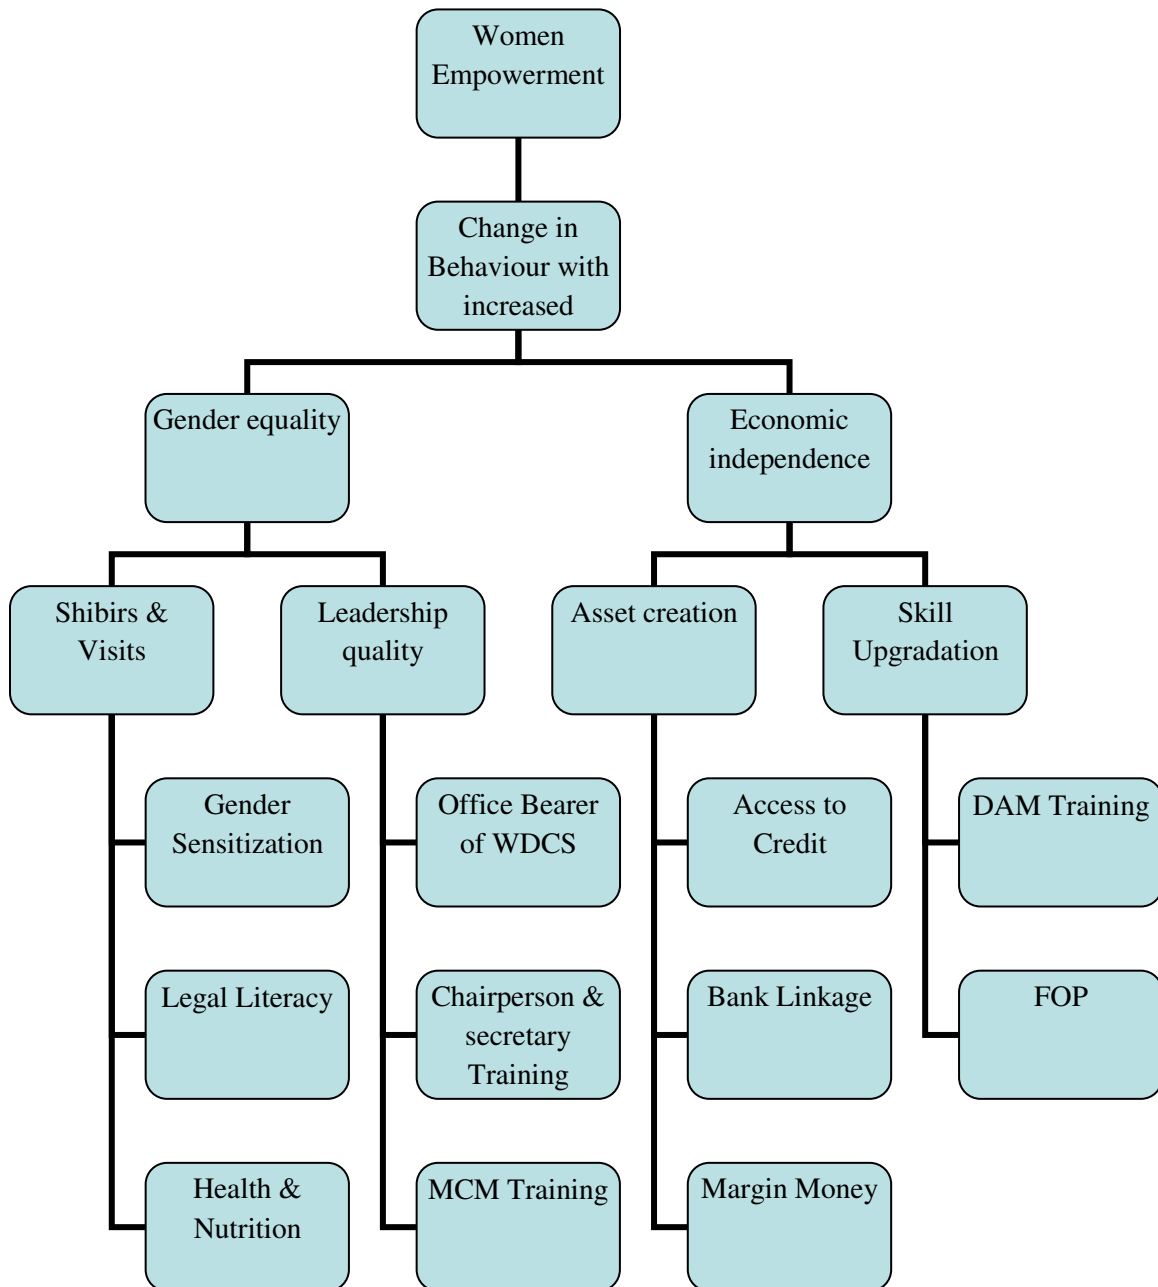 Women
Empowerment
Change in
Behaviour with
increased
Gender equality
Economic
independence
Shibirs &
Visits
Leadership
quality
Asset creation
Skill
Upgradation
Gender
Sensitization
Office Bearer
of WDCS
Access to
Credit
DAM Training
Legal Literacy
Chairperson &
secretary
Training
Bank Linkage
FOP
Health &
Nutrition
MCM Training
Margin Money